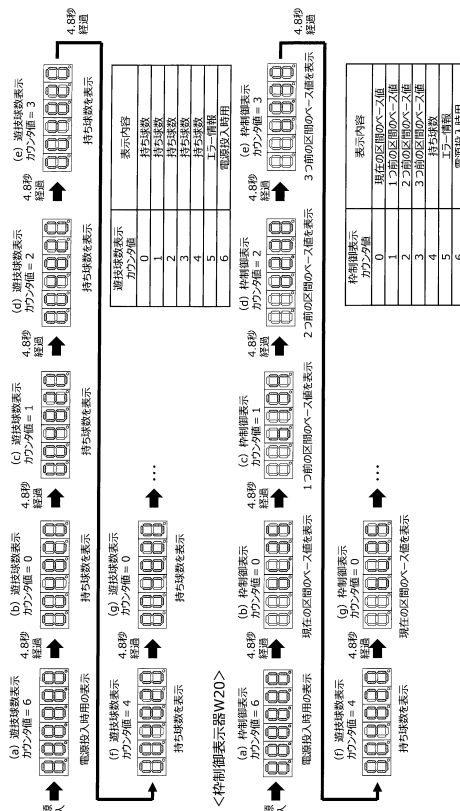 (a) 遊技球数表示
カウンタ値 = 6
電源投入時用の表示
4.8秒
経過
(b) 遊技球数表示
カウンタ値 = 0
持ち球数を表示
4.8秒
経過
(c) 遊技球数表示
カウンタ値 = 1
持ち球数を表示
4.8秒
経過
(d) 遊技球数表示
カウンタ値 = 2
持ち球数を表示
4.8秒
経過
(e) 遊技球数表示
カウンタ値 = 3
持ち球数を表示
4.8秒
経過
(f) 遊技球数表示
カウンタ値 = 4
持ち球数を表示
4.8秒
経過
(g) 遊技球数表示
カウンタ値 = 0
持ち球数を表示
…
遊技球数表示
カウンタ値
表示内容
0 持ち球数
1 持ち球数
2 持ち球数
3 持ち球数
4 持ち球数
5 エラー情報
6 電源投入時用
<枠制御表示器W20>
(a) 枠制御表示
カウンタ値 = 6
電源投入時用の表示
4.8秒
経過
(b) 枠制御表示
カウンタ値 = 0
現在の区間のベース値を表示
4.8秒
経過
(c) 枠制御表示
カウンタ値 = 1
1つ前の区間のベース値を表示
4.8秒
経過
(d) 枠制御表示
カウンタ値 = 2
2つ前の区間のベース値を表示
4.8秒
経過
(e) 枠制御表示
カウンタ値 = 3
3つ前の区間のベース値を表示
4.8秒
経過
(f) 遊技球数表示
カウンタ値 = 4
持ち球数を表示
4.8秒
経過
(g) 枠制御表示
カウンタ値 = 0
現在の区間のベース値を表示
…
枠制御表示
カウンタ値
表示内容
0 現在の区間のベース値
1 1つ前の区間のベース値
2 2つ前の区間のベース値
3 3つ前の区間のベース値
4 持ち球数
5 エラー情報
6 電源投入時用